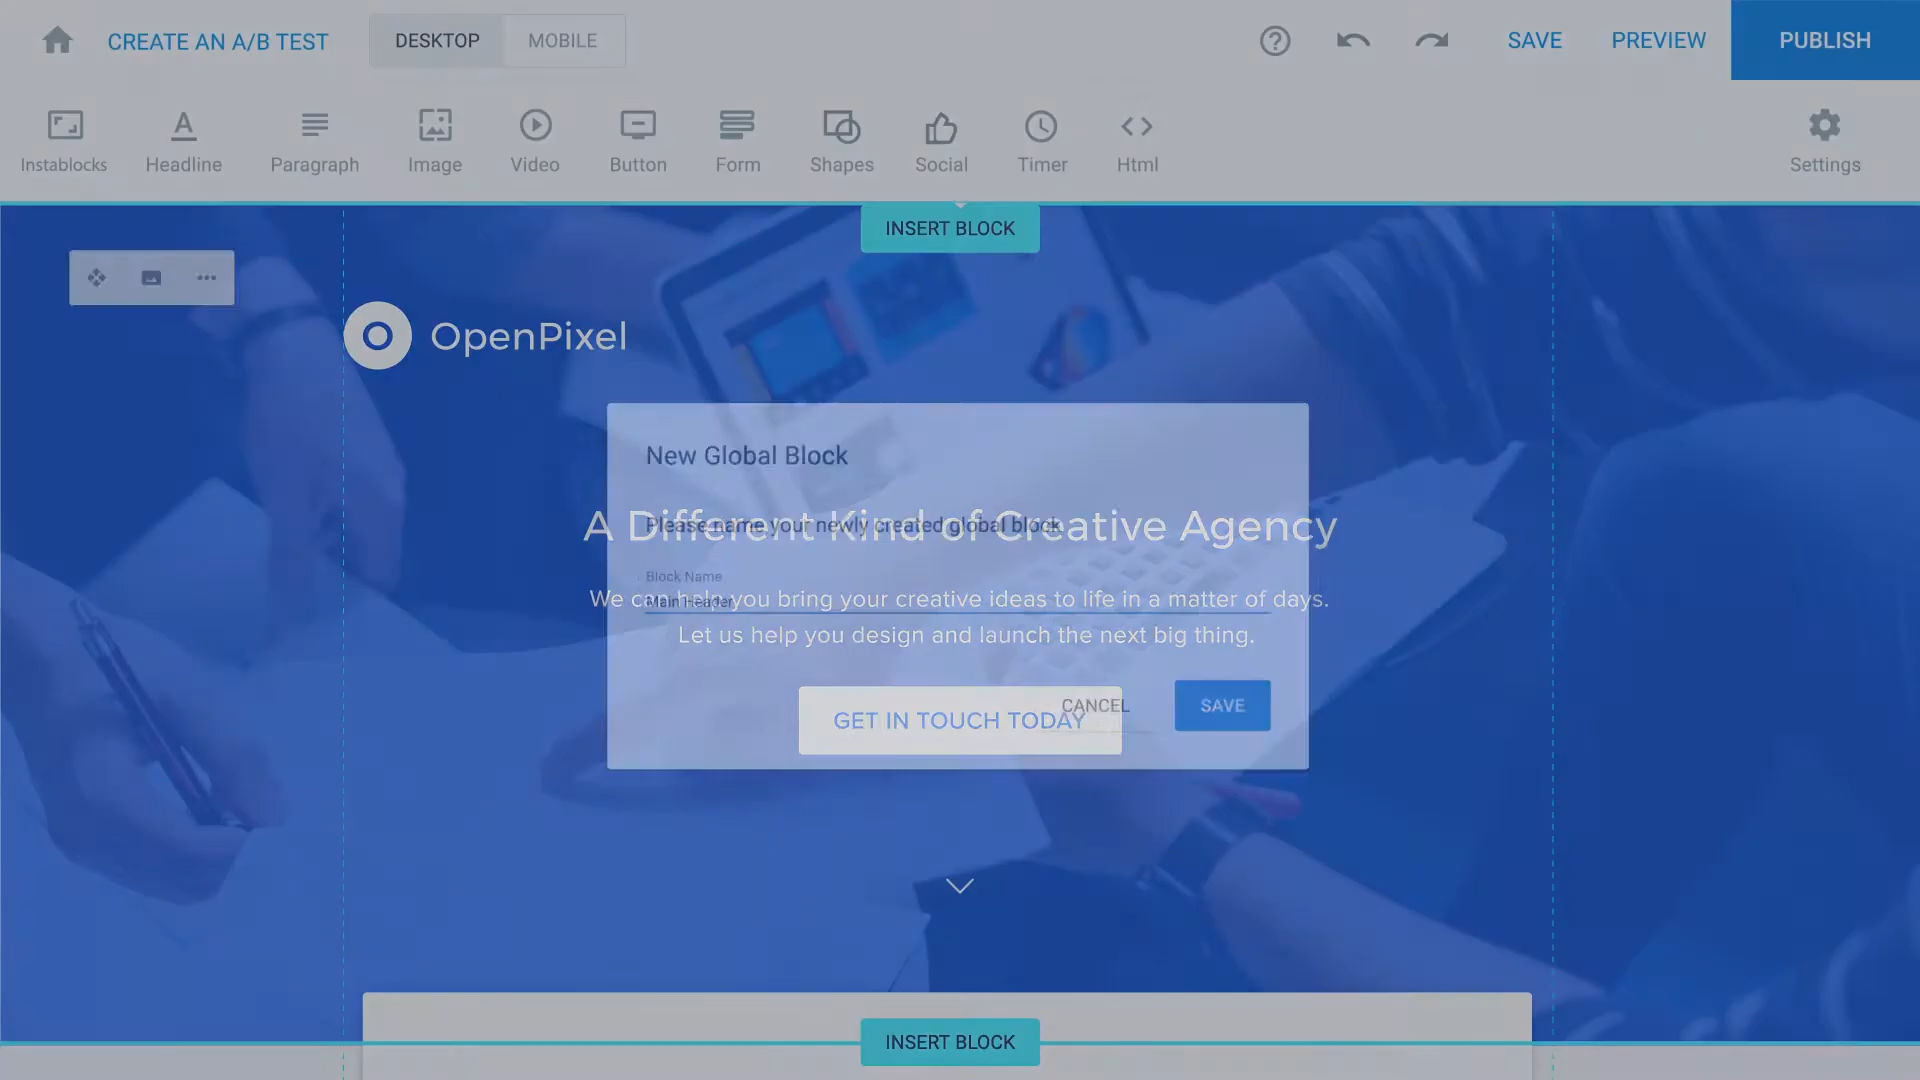 CREATE AN A/B TEST
DESKTOP
MOBILE
SAVE
PREVIEW
PUBLISH
Instablocks
Headline
Paragraph
Image
Video
Button
Form
Shapes
Social
Timer
Html
Settings
INSERT BLOCK
OpenPixel
New Global Block
A Different Kind of Creative Agency
Please name your newly created global block
Block Name
Main Header
We can help you bring your creative ideas to life in a matter of days.
Let us help you design and launch the next big thing.
CANCEL
SAVE
GET IN TOUCH TODAY
INSERT BLOCK